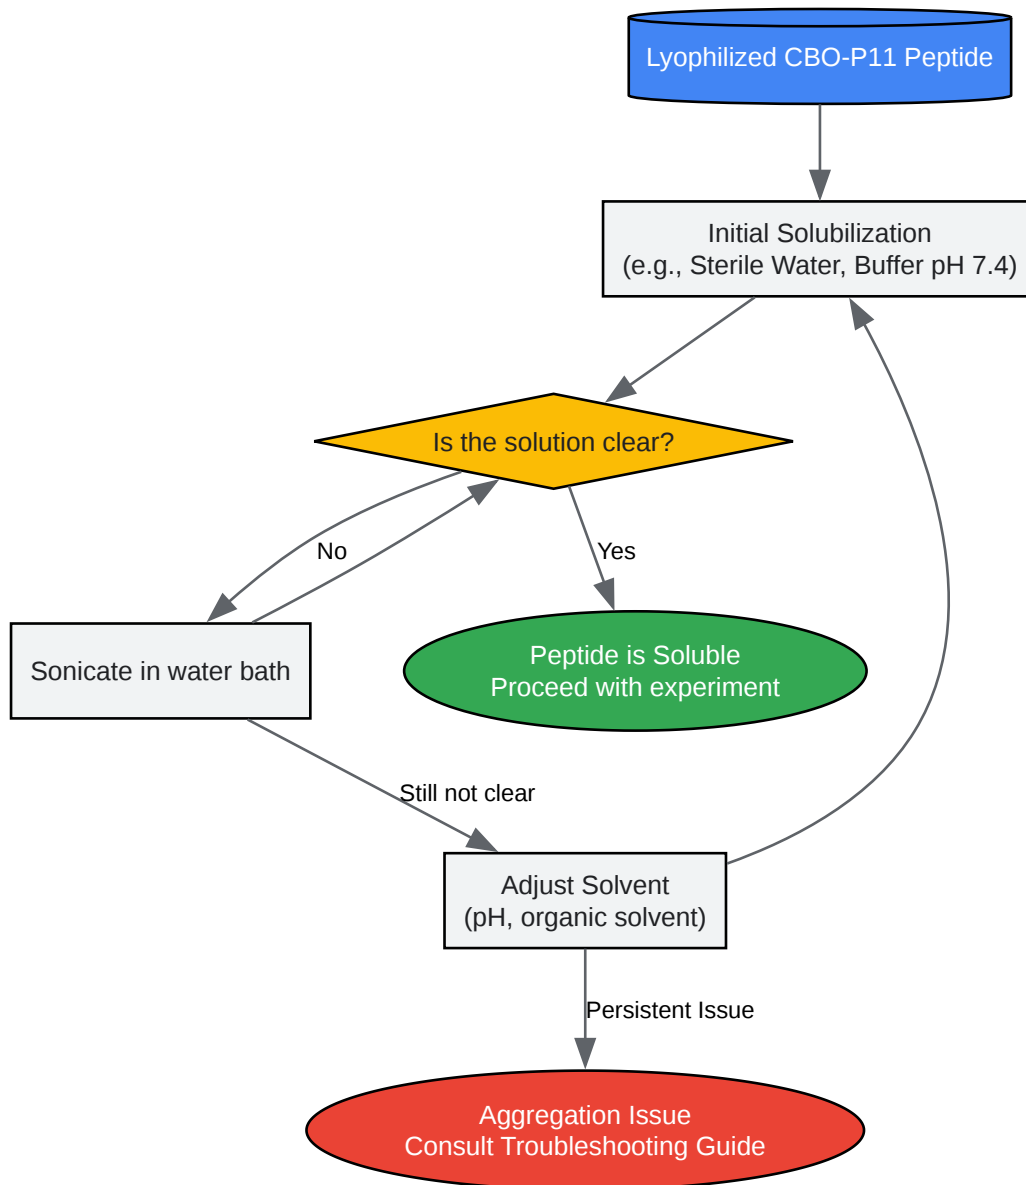 Lyophilized CBO-P11 Peptide
Initial Solubilization
(e.g., Sterile Water, Buffer pH 7.4)
Is the solution clear?
No
Yes
Sonicate in water bath
Peptide is Soluble
Proceed with experiment
Still not clear
Adjust Solvent
(pH, organic solvent)
Persistent Issue
Aggregation Issue
Consult Troubleshooting Guide